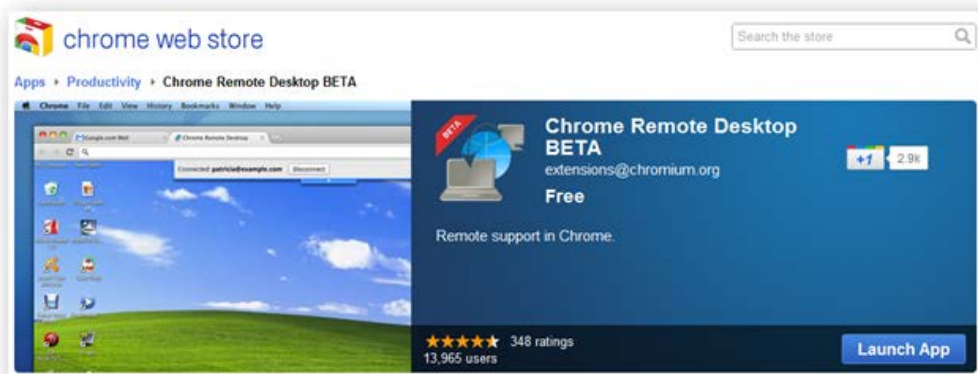 chrome web store
Search the store
Apps Productivity Chrome Remote Desktop BETA
Chrome File Edit View History Bookmarks Window Help
Chrome Remote Desktop
Connected: patricia@example.com Disconnect
BETA
Chrome Remote Desktop
BETA
extensions@chromium.org
Free
+1 2.9k
Remote support in Chrome.
348 ratings
13,965 users
Launch App